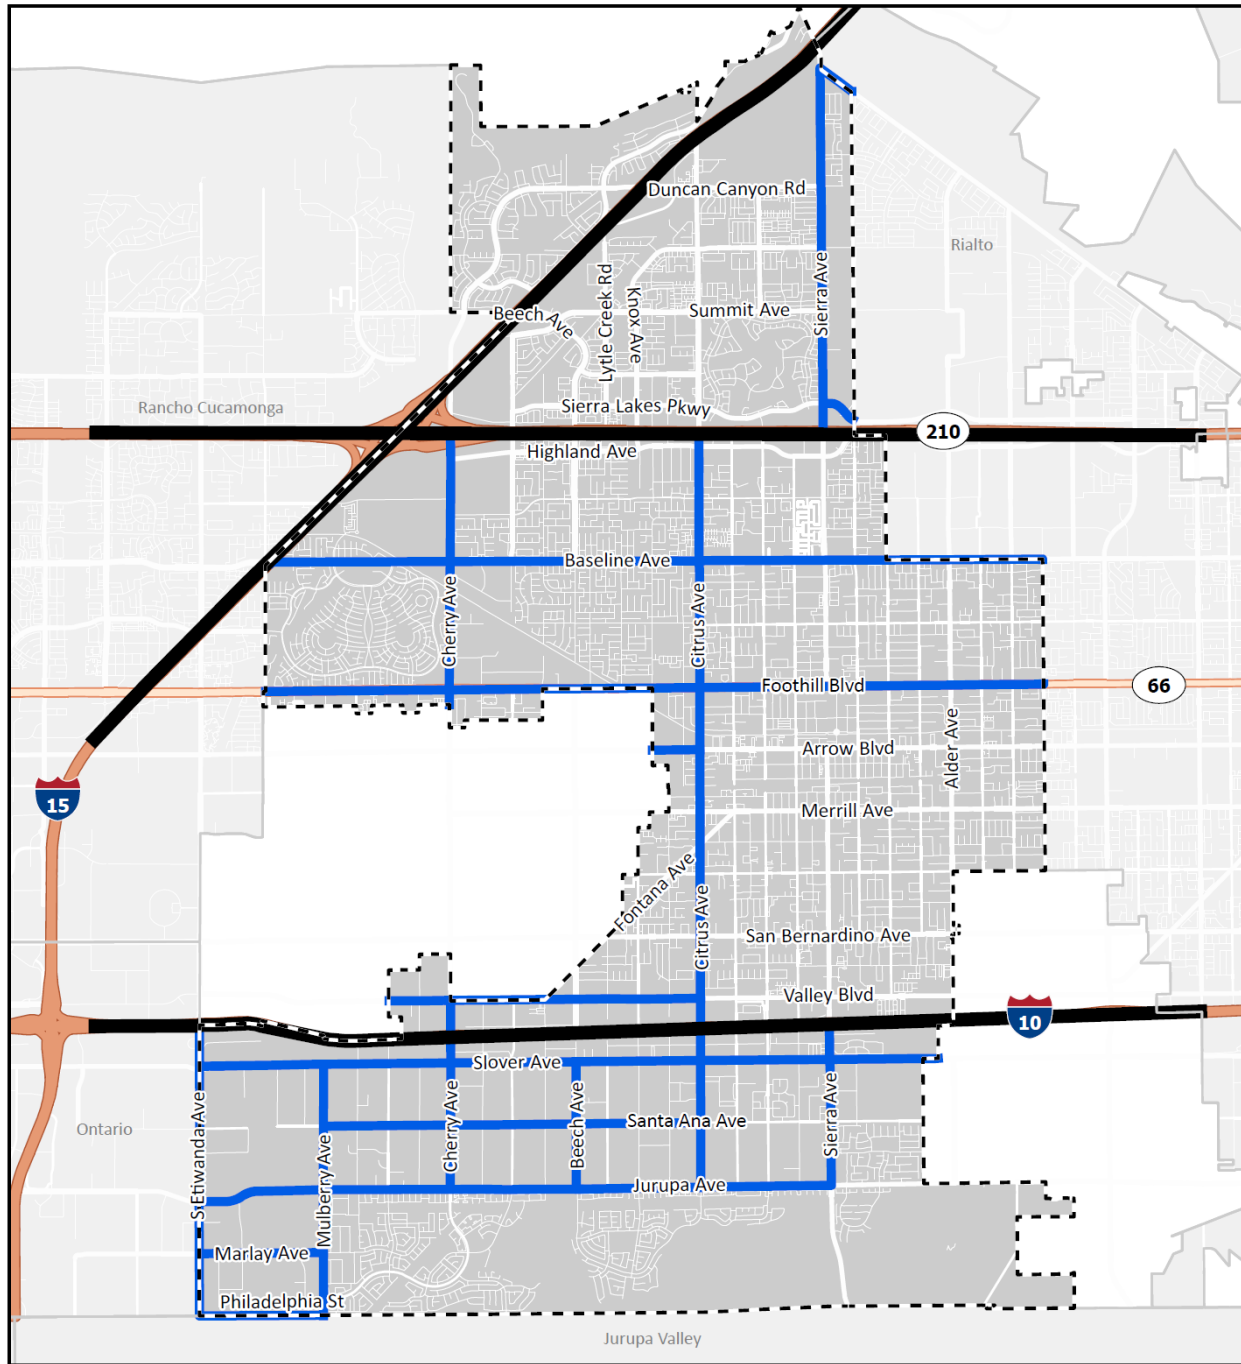 Duncan Canyon Rd
Rialto
Sierra Ave
Lytle Creek Rd
Knox Ave
Beech Ave
Summit Ave
Rancho Cucamonga
Sierra Lakes Pkwy
210
Highland Ave
Baseline Ave
Cherry Ave
Citrus Ave
Foothill Blvd
66
Alder Ave
Arrow Blvd
15
Merrill Ave
Fontana Ave
Citrus Ave
San Bernardino Ave
Valley Blvd
10
Slover Ave
Cherry Ave
Beech Ave
Sierra Ave
Santa Ana Ave
Ontario
S Etiwanda Ave
Mulberry Ave
Jurupa Ave
Marlay Ave
Philadelphia St
Jurupa Valley